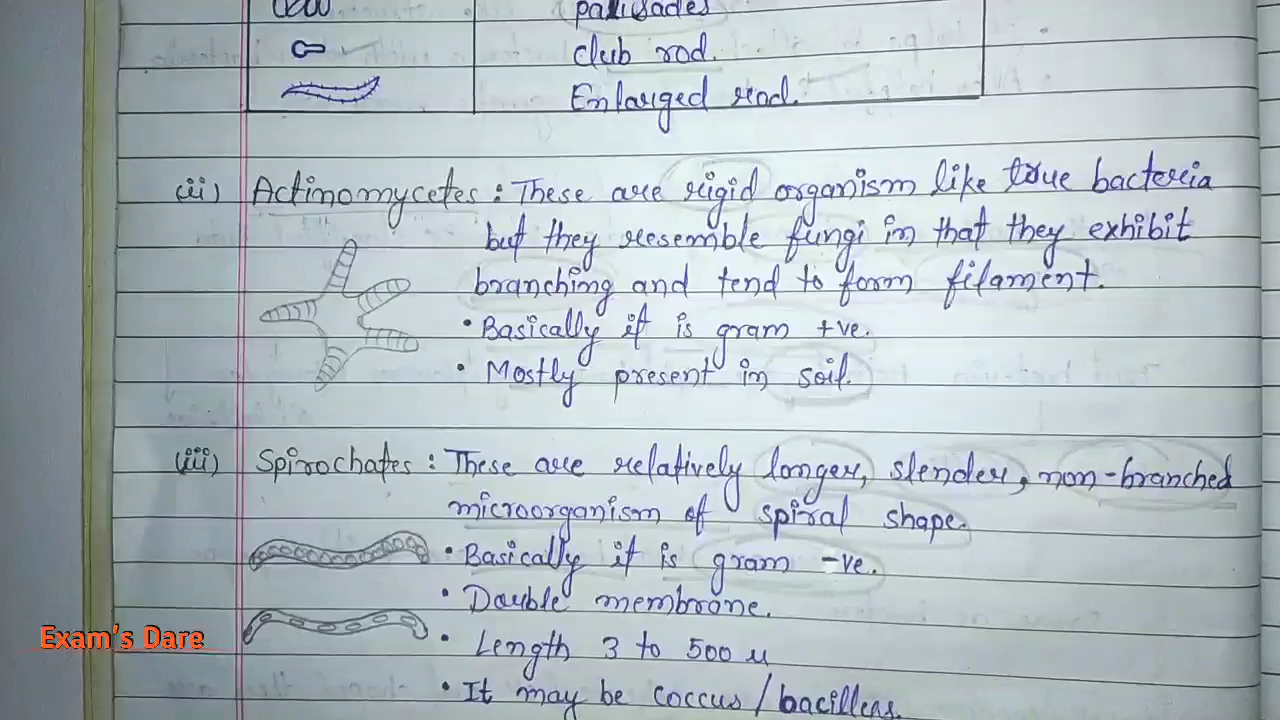 palisades
club rod.
Enlarged rod.
(ii) Actinomycetes : These are rigid organism like true bacteria
but they resemble fungi in that they exhibit
branching and tend to form filament.
• Basically it is gram +ve.
• Mostly present in soil.
(iii) Spirochates : These are relatively longer, slender, non-branched
microorganism of spiral shape.
• Basically it is gram -ve.
• Double membrane.
• Length 3 to 500 u
• It may be coccus / bacillus.
Exam's Dare